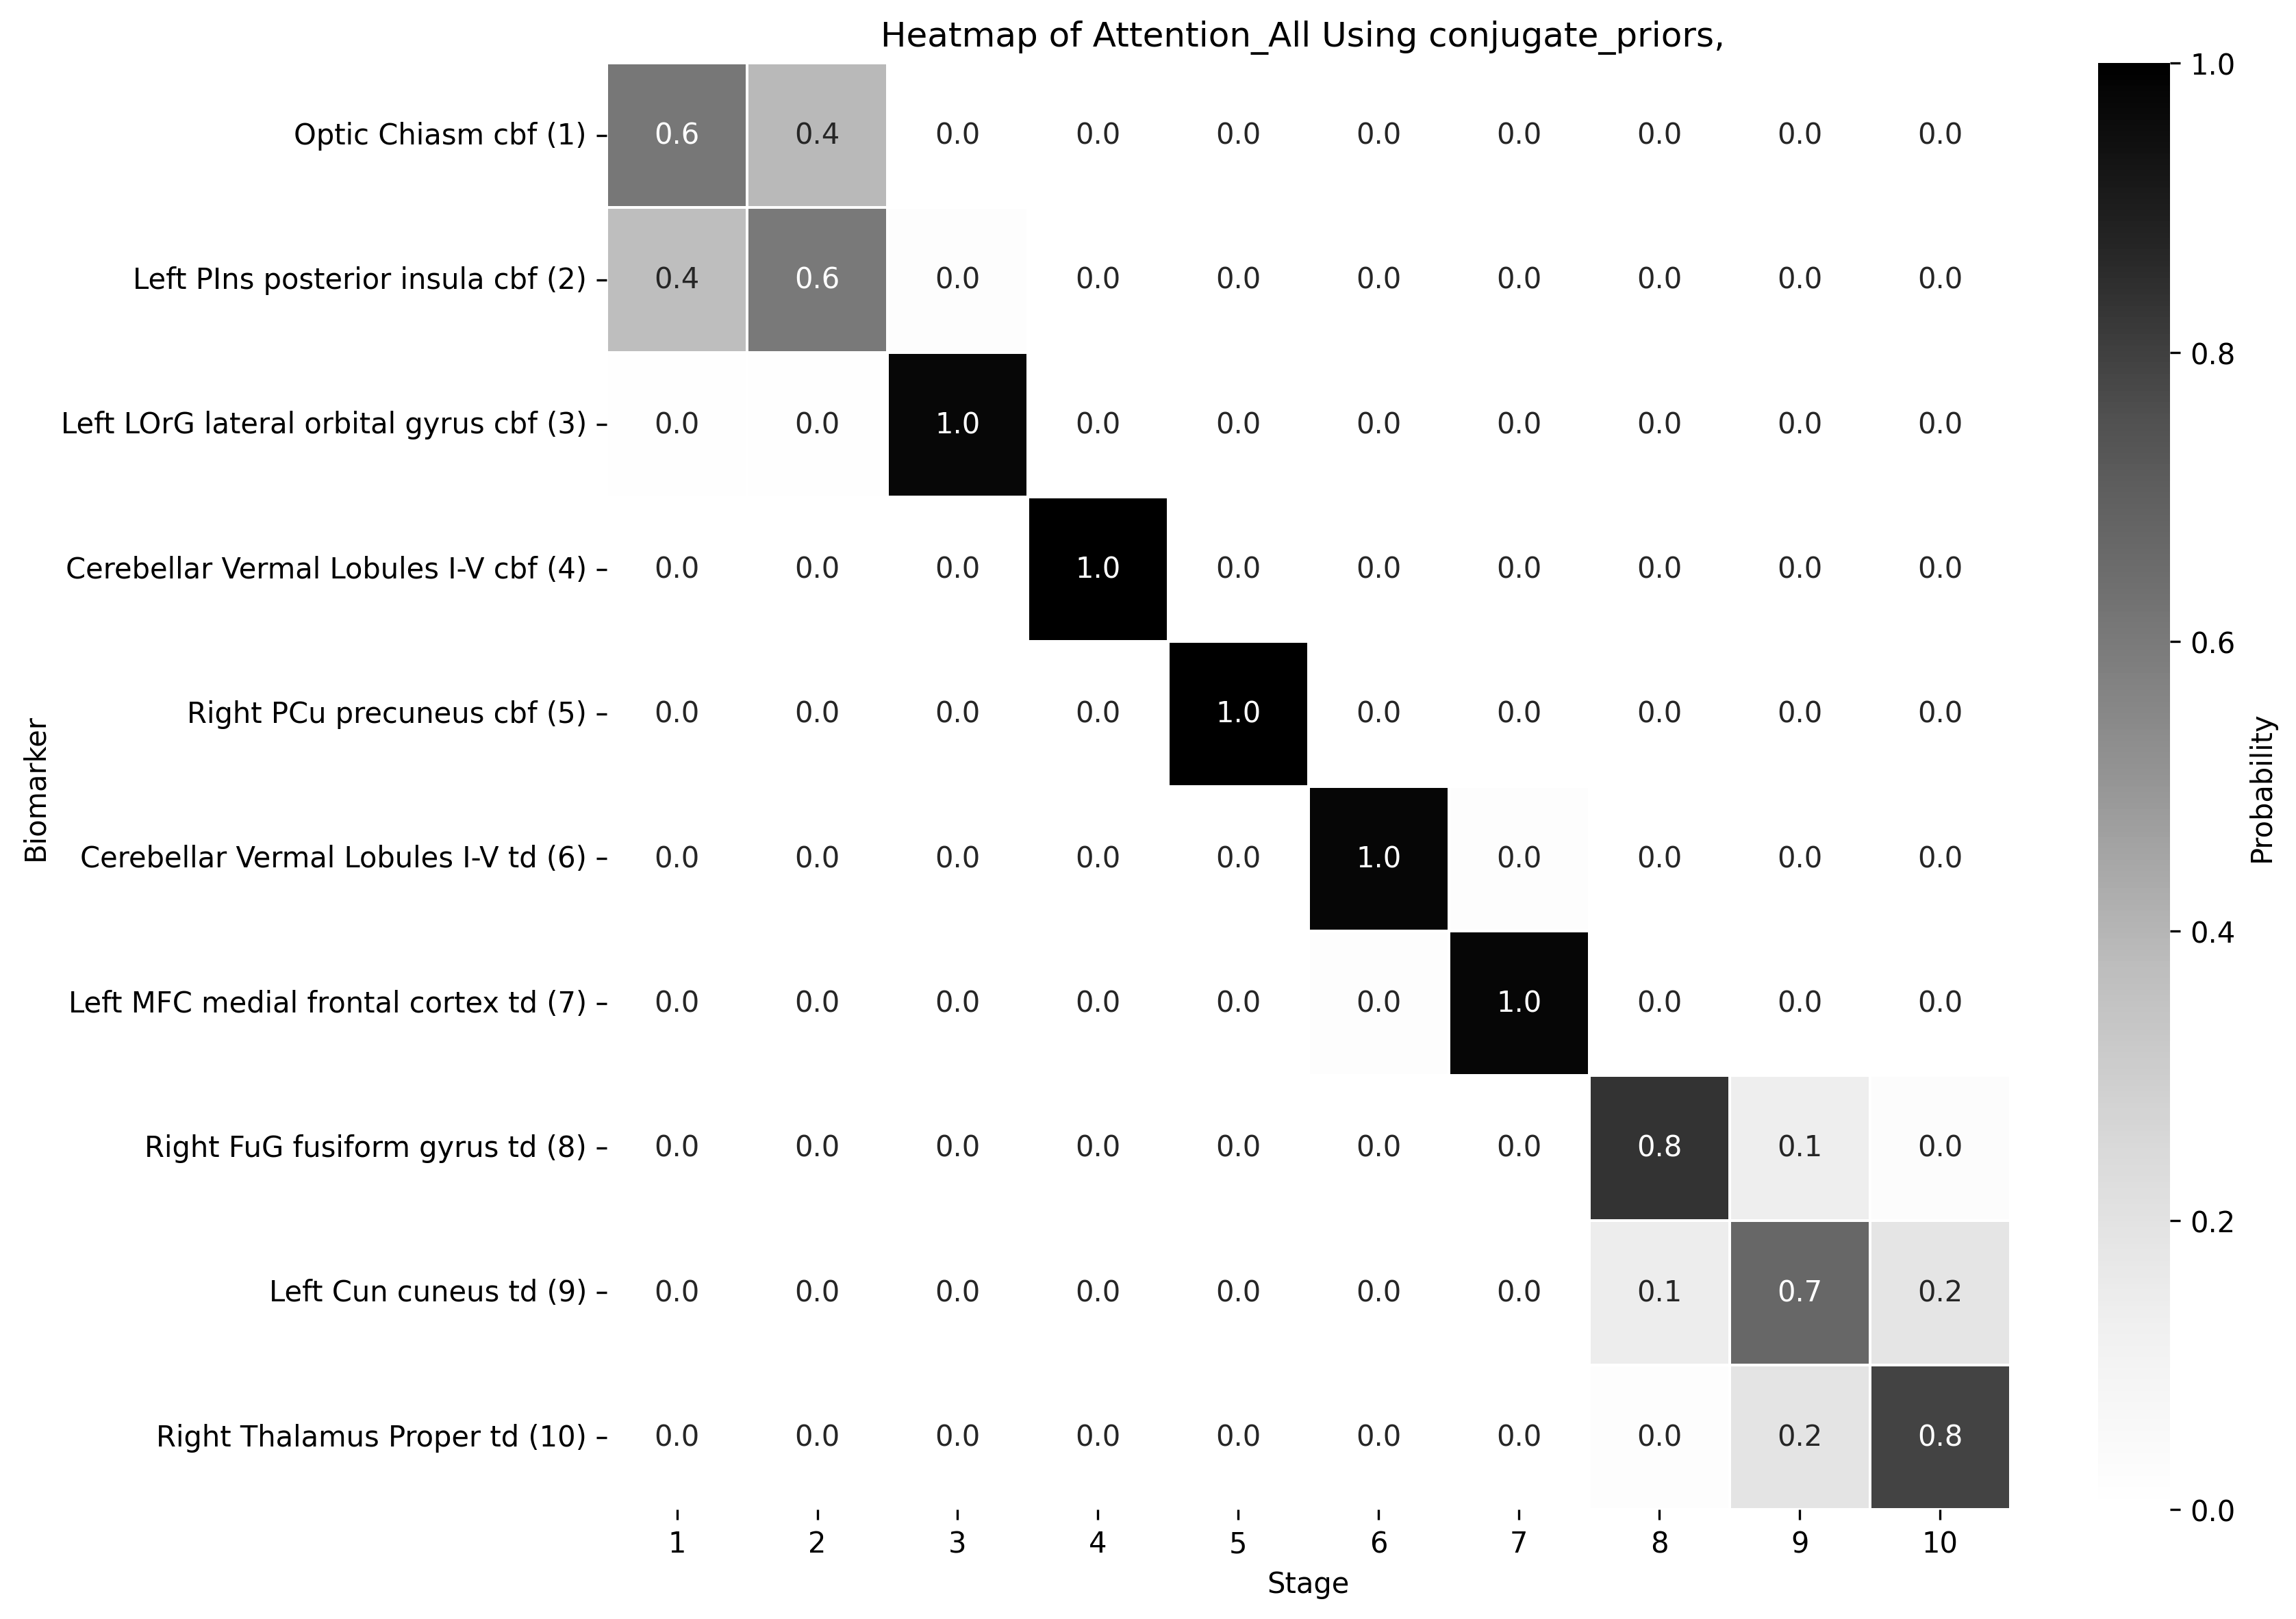 Heatmap of Attention_All Using conjugate_priors,
Optic Chiasm cbf (1) 0.6 0.4 0.0 0.0 0.0 0.0 0.0 0.0 0.0 0.0
Left PIns posterior insula cbf (2) 0.4 0.6 0.0 0.0 0.0 0.0 0.0 0.0 0.0 0.0
Left LOrG lateral orbital gyrus cbf (3) 0.0 0.0 1.0 0.0 0.0 0.0 0.0 0.0 0.0 0.0
Cerebellar Vermal Lobules I-V cbf (4) 0.0 0.0 0.0 1.0 0.0 0.0 0.0 0.0 0.0 0.0
Right PCu precuneus cbf (5) 0.0 0.0 0.0 0.0 1.0 0.0 0.0 0.0 0.0 0.0
Cerebellar Vermal Lobules I-V td (6) 0.0 0.0 0.0 0.0 0.0 1.0 0.0 0.0 0.0 0.0
Left MFC medial frontal cortex td (7) 0.0 0.0 0.0 0.0 0.0 0.0 1.0 0.0 0.0 0.0
Right FuG fusiform gyrus td (8) 0.0 0.0 0.0 0.0 0.0 0.0 0.0 0.8 0.1 0.0
Left Cun cuneus td (9) 0.0 0.0 0.0 0.0 0.0 0.0 0.0 0.1 0.7 0.2
Right Thalamus Proper td (10) 0.0 0.0 0.0 0.0 0.0 0.0 0.0 0.0 0.2 0.8
1 2 3 4 5 6 7 8 9 10
Stage
Biomarker
1.0
0.8
0.6
0.4
0.2
0.0
Probability